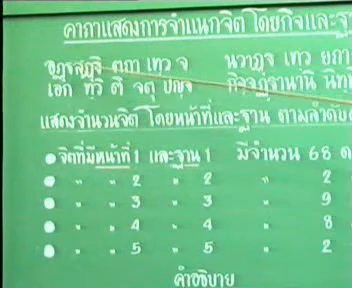 คาถาแสดงการจำแนกจิต โดยกิจและฐา
อฏฺฐสฏฺฐี ตถา เทว จ นวาฏฺฐ เทว ยถา
เอก ทฺวิ ติ จตุ ปญฺจ กิจฺจฏฺฐานานิ นิทฺ
แสดงจำนวนจิต โดยหน้าที่และฐาน ตามลำดับ
● จิตที่มีหน้าที่ 1 และฐาน 1 มีจำนวน 68 ด
● " " 2 " 2 " 2
● " " 3 " 3 " 9
● " " 4 " 4 " 8
● " " 5 " 5 " 2
คำอธิบาย